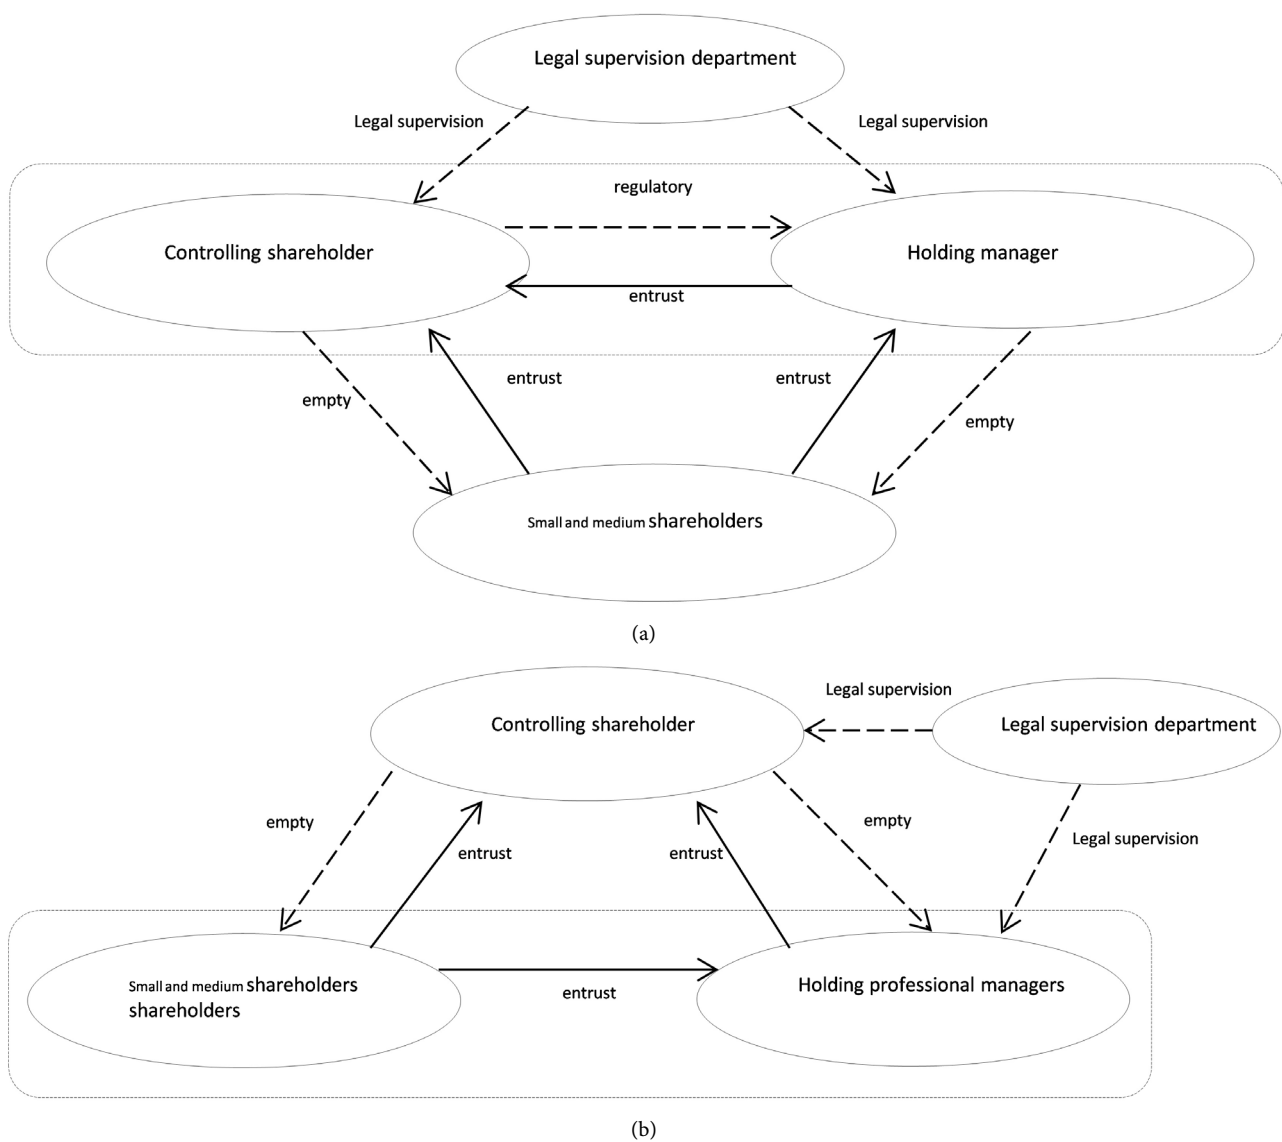 Legal supervision department
Legal supervision
Legal supervision
regulatory
Controlling shareholder
Holding manager
entrust
entrust
entrust
empty
empty
Small and medium shareholders
(a)
Legal supervision
Controlling shareholder
Legal supervision department
empty
empty
Legal supervision
entrust
entrust
Small and medium shareholders
shareholders
Holding professional managers
entrust
(b)